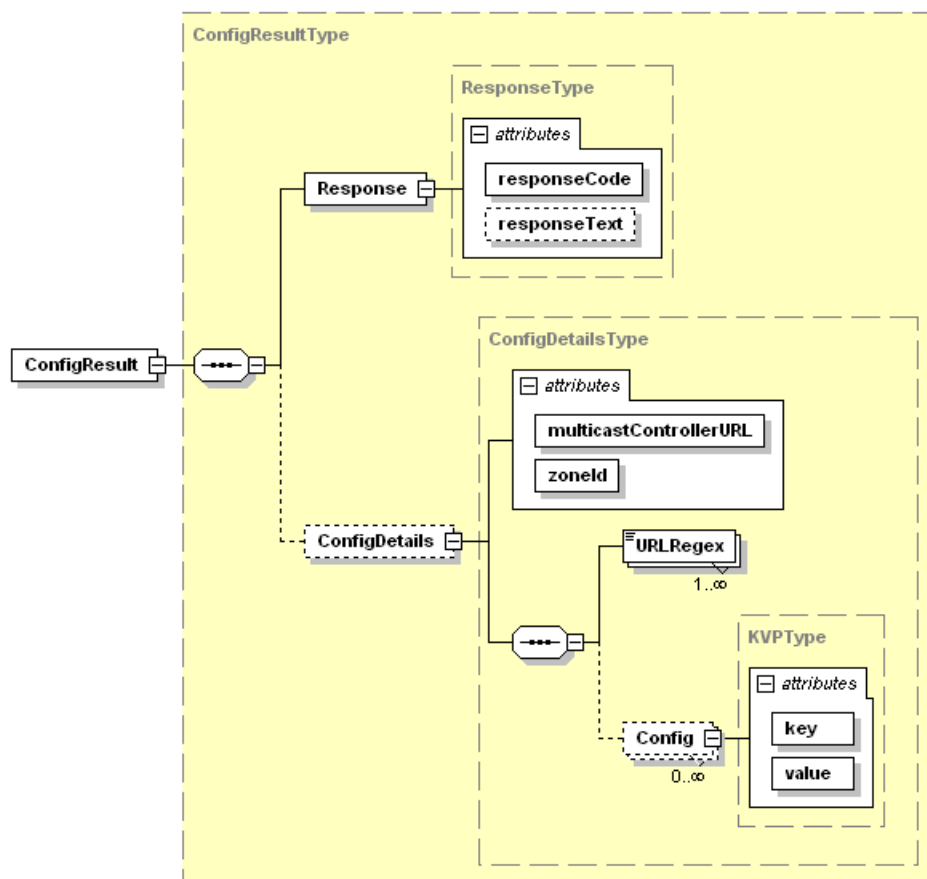 ConfigResultType
ResponseType
attributes
responseCode
responseText
Response
ConfigResult
ConfigDetailsType
attributes
multicastControllerURL
zoneId
ConfigDetails
URLRegex
1..∞
KVPType
attributes
key
value
Config
0..∞